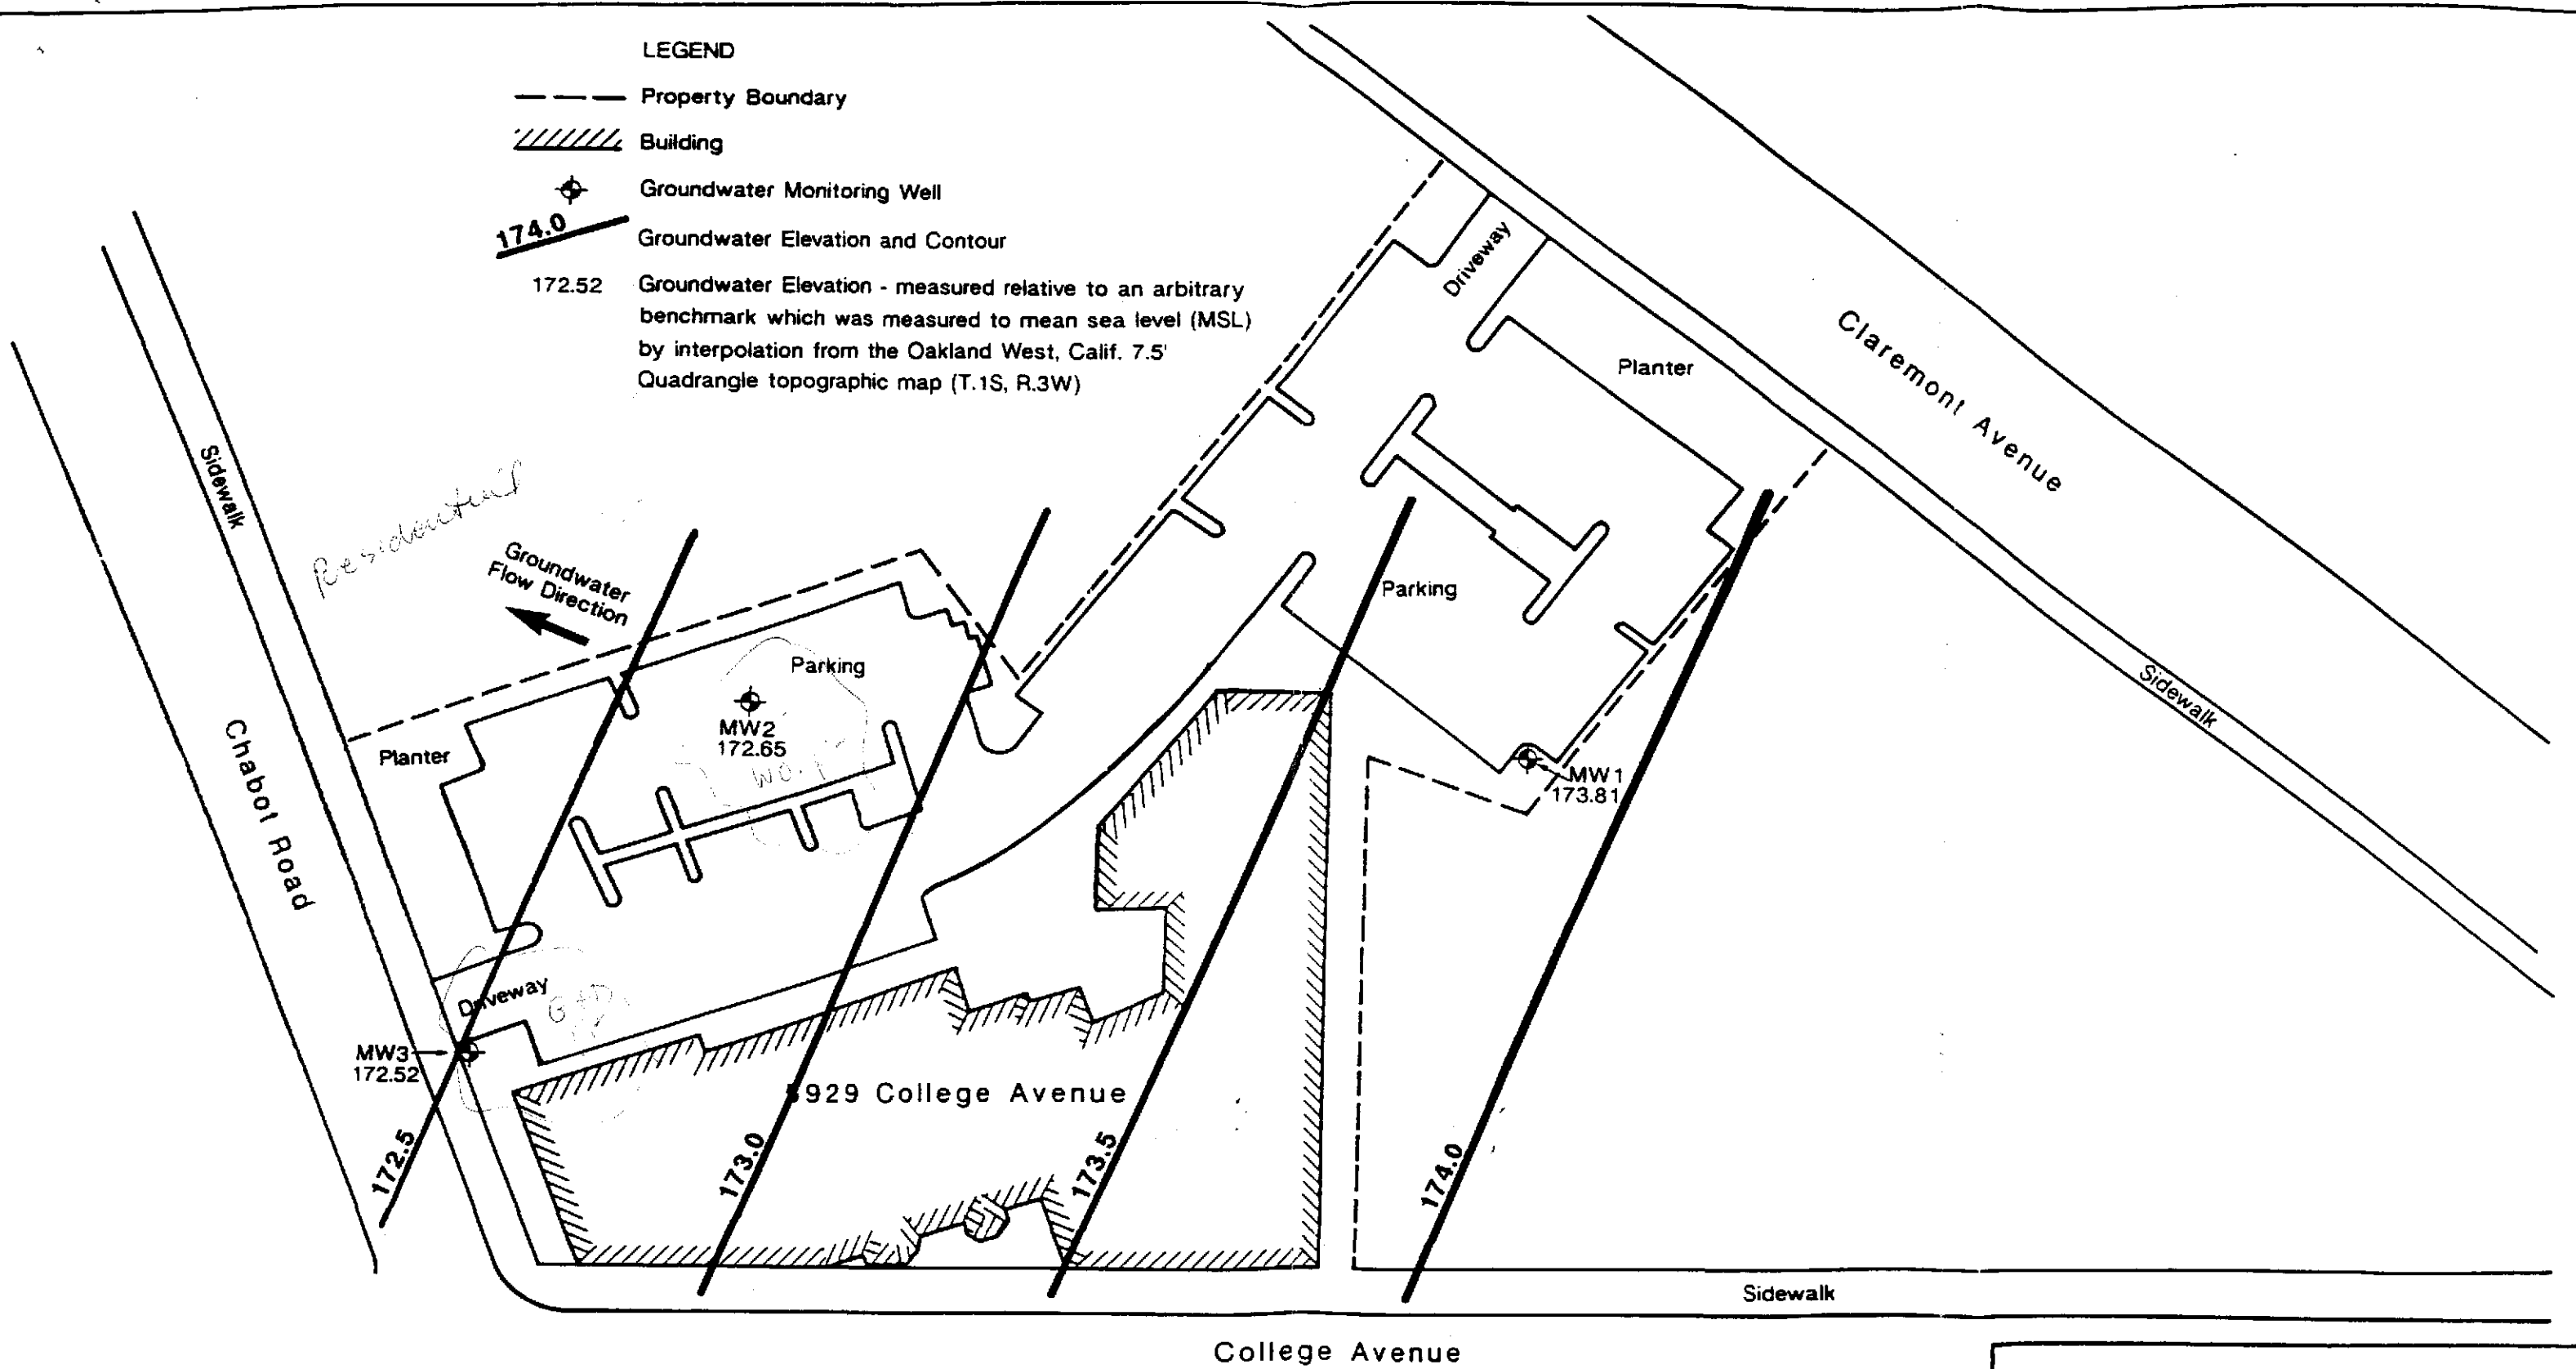 LEGEND
Property Boundary
Building
Groundwater Monitoring Well
174.0
Groundwater Elevation and Contour
172.52
Groundwater Elevation - measured relative to an arbitrary
benchmark which was measured to mean sea level (MSL)
by interpolation from the Oakland West, Calif. 7.5'
Quadrangle topographic map (T.1S, R.3W)
Driveway
Planter
Claremont Avenue
Sidewalk
Residential
Groundwater
Flow Direction
Parking
Parking
MW2
172.65
W.O.
Planter
Sidewalk
MW1
173.81
Chabot Road
Driveway
MW3
172.52
5929 College Avenue
172.5
173.0
173.5
174.0
Sidewalk
College Avenue